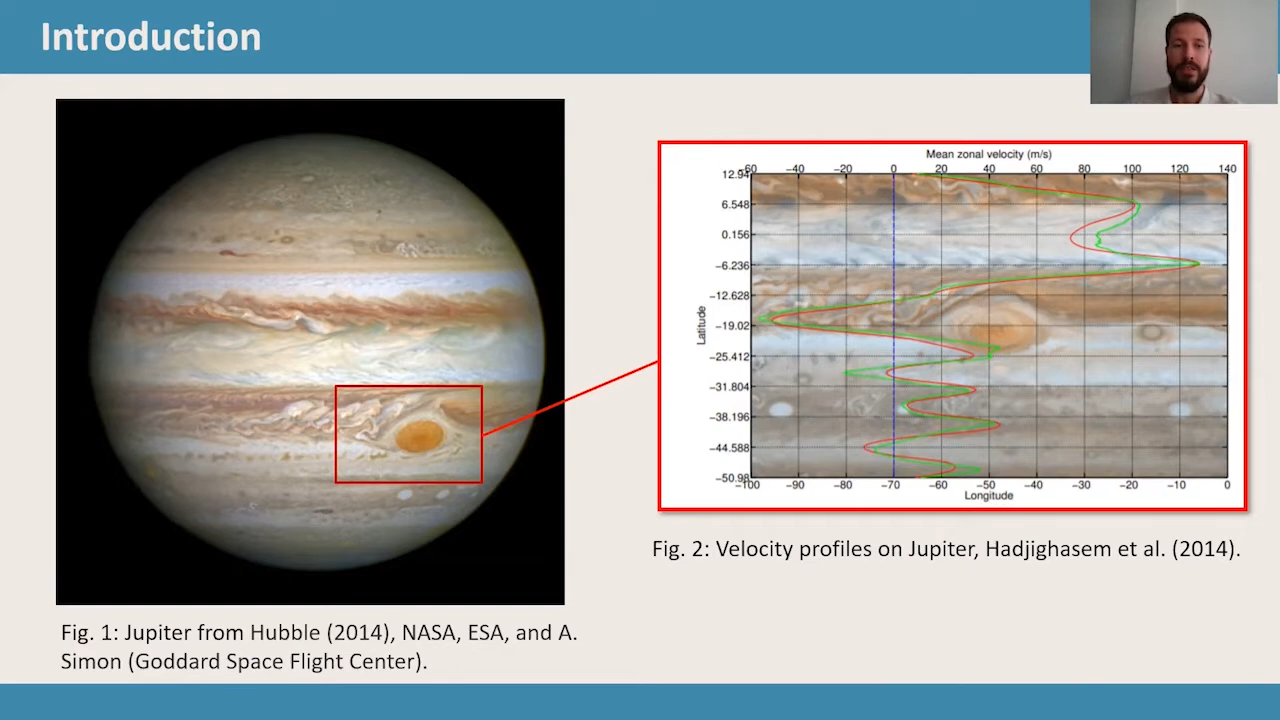 Introduction
Mean zonal velocity (m/s)
−60 −40 −20 0 20 40 60 80 100 120 140
12.94
6.548
0.156
−6.236
−12.628
−19.02
−25.412
−31.804
−38.196
−44.588
−50.98
Latitude
−100 −90 −80 −70 −60 −50 −40 −30 −20 −10 0
Longitude
Fig. 2: Velocity profiles on Jupiter, Hadjighasem et al. (2014).
Fig. 1: Jupiter from Hubble (2014), NASA, ESA, and A.
Simon (Goddard Space Flight Center).